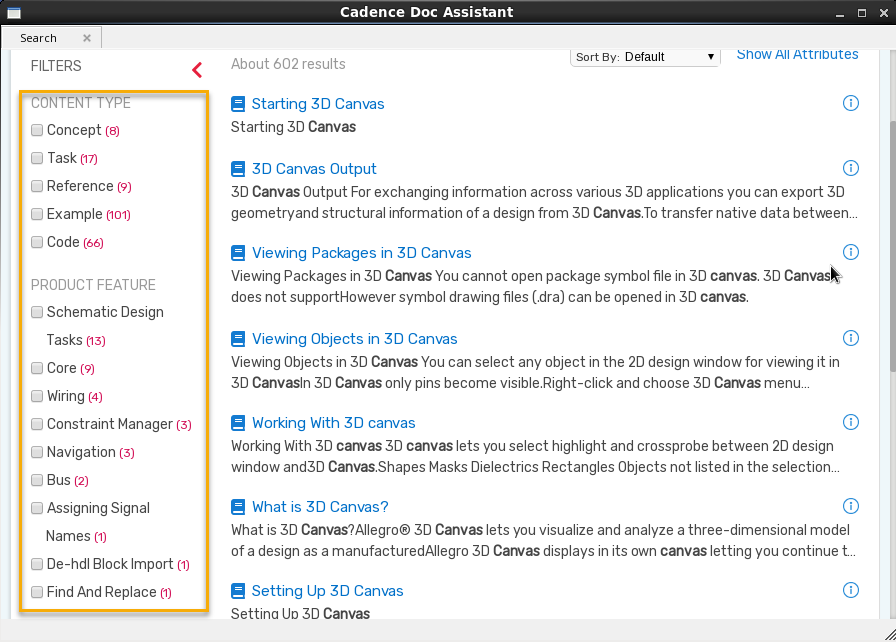 Cadence Doc Assistant
Search
FILTERS
CONTENT TYPE
Concept (8)
Task (17)
Reference (9)
Example (101)
Code (66)
PRODUCT FEATURE
Schematic Design
Tasks (13)
Core (9)
Wiring (4)
Constraint Manager (3)
Navigation (3)
Bus (2)
Assigning Signal
Names (1)
De-hdl Block Import (1)
Find And Replace (1)
About 602 results
Sort By: Default
Show All Attributes
Starting 3D Canvas
Starting 3D Canvas
3D Canvas Output
3D Canvas Output For exchanging information across various 3D applications you can export 3D
geometryand structural information of a design from 3D Canvas.To transfer native data between...
Viewing Packages in 3D Canvas
Viewing Packages in 3D Canvas You cannot open package symbol file in 3D canvas. 3D Canvas
does not supportHowever symbol drawing files (.dra) can be opened in 3D canvas.
Viewing Objects in 3D Canvas
Viewing Objects in 3D Canvas You can select any object in the 2D design window for viewing it in
3D CanvasIn 3D Canvas only pins become visible.Right-click and choose 3D Canvas menu...
Working With 3D canvas
Working With 3D canvas 3D canvas lets you select highlight and crossprobe between 2D design
window and3D Canvas.Shapes Masks Dielectrics Rectangles Objects not listed in the selection...
What is 3D Canvas?
What is 3D Canvas?Allegro® 3D Canvas lets you visualize and analyze a three-dimensional model
of a design as a manufacturedAllegro 3D Canvas displays in its own canvas letting you continue t...
Setting Up 3D Canvas
Setting Up 3D Canvas